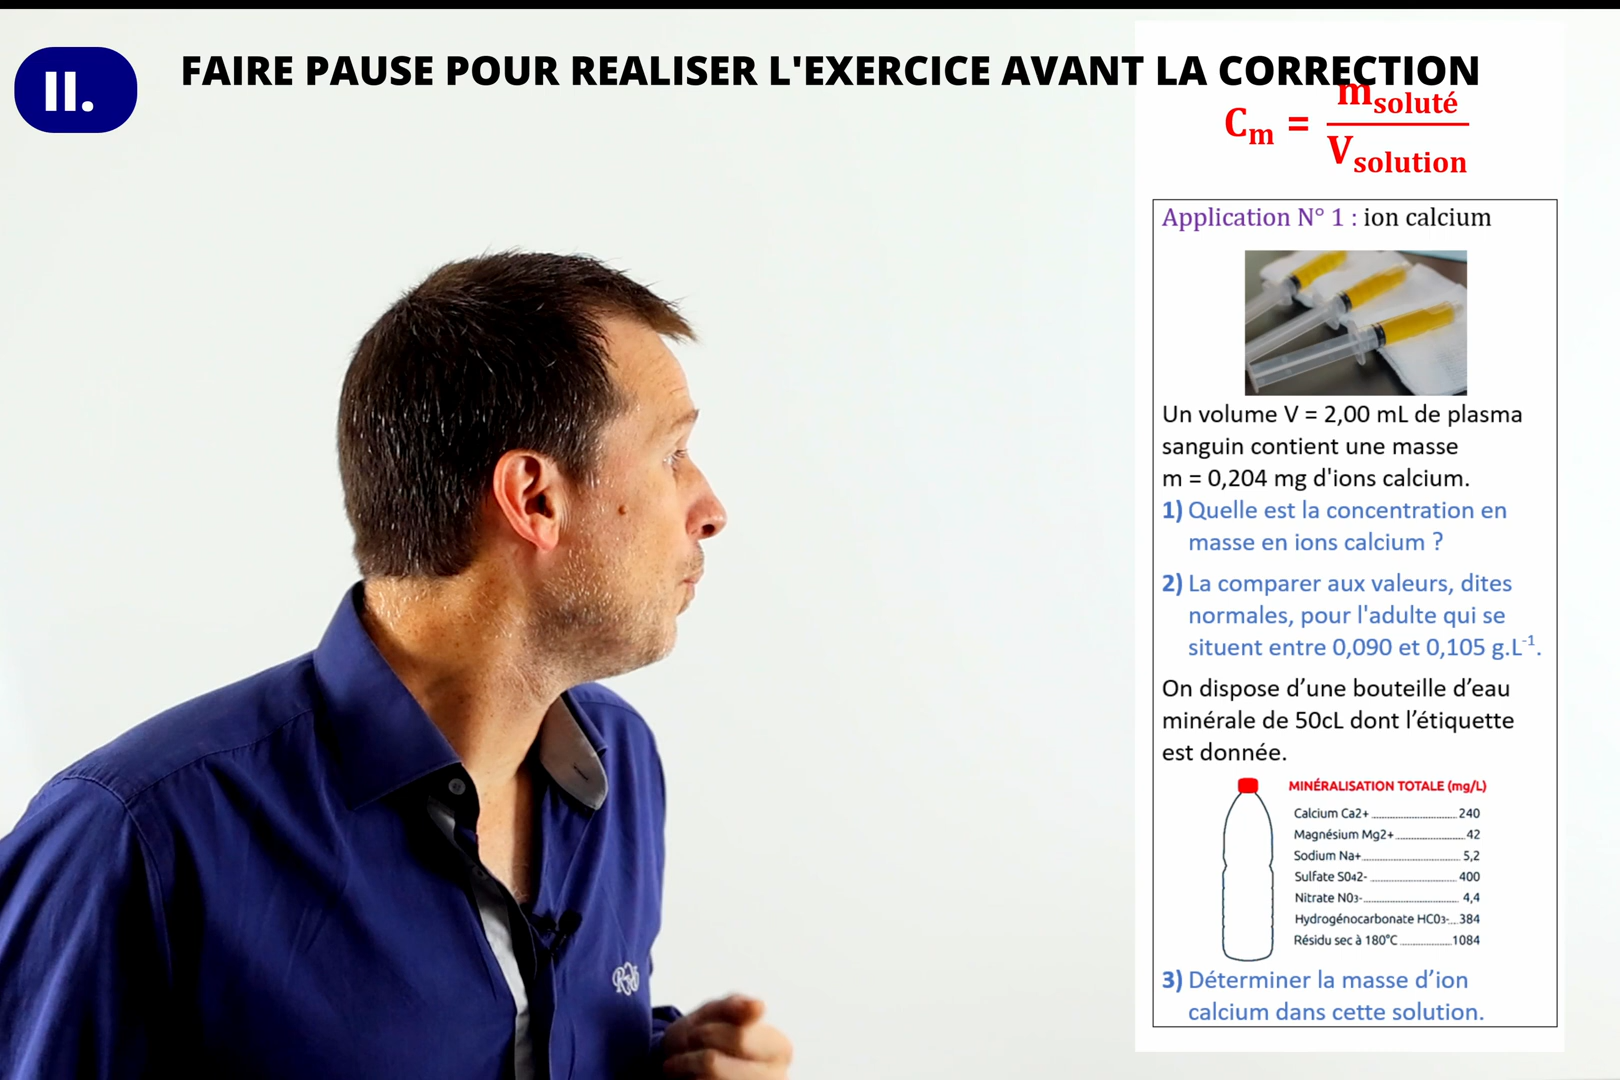 II.
FAIRE PAUSE POUR REALISER L'EXERCICE AVANT LA CORRECTION
Cm = msoluté / Vsolution
Application N° 1 : ion calcium
Un volume V = 2,00 mL de plasma
sanguin contient une masse
m = 0,204 mg d'ions calcium.
1) Quelle est la concentration en
masse en ions calcium ?
2) La comparer aux valeurs, dites
normales, pour l'adulte qui se
situent entre 0,090 et 0,105 g.L-1.
On dispose d’une bouteille d’eau
minérale de 50cL dont l’étiquette
est donnée.
MINÉRALISATION TOTALE (mg/L)
Calcium Ca2+ 240
Magnésium Mg2+ 42
Sodium Na+ 5,2
Sulfate SO42- 400
Nitrate NO3- 4,4
Hydrogénocarbonate HCO3- 384
Résidu sec à 180°C 1084
3) Déterminer la masse d’ion
calcium dans cette solution.